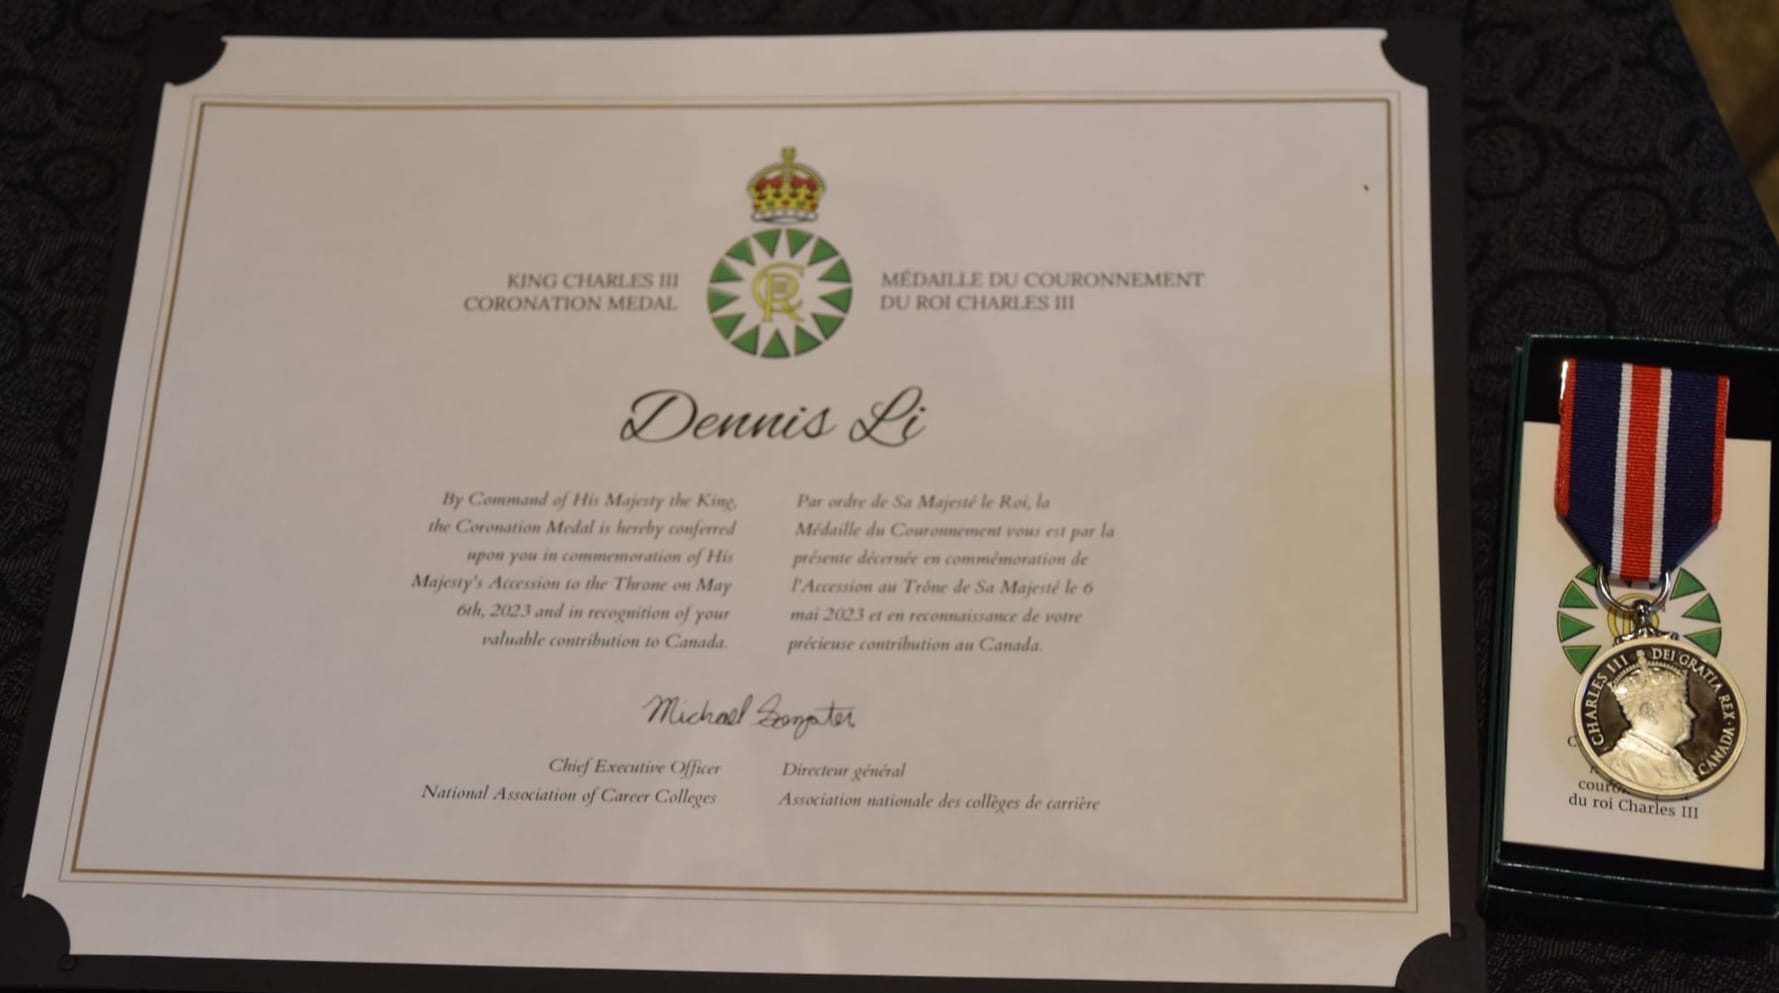 KING CHARLES III
CORONATION MEDAL
MÉDAILLE DU COURONNEMENT
DU ROI CHARLES III
Dennis Li
By Command of His Majesty the King,
the Coronation Medal is hereby conferred
upon you in commemoration of His
Majesty's Accession to the Throne on May
6th, 2023 and in recognition of your
valuable contribution to Canada.
Par ordre de Sa Majesté le Roi, la
Médaille du Couronnement vous est par la
présente décernée en commémoration de
l'Accession au Trône de Sa Majesté le 6
mai 2023 et en reconnaissance de votre
précieuse contribution au Canada.
Michael
Chief Executive Officer
National Association of Career Colleges
Directeur général
Association nationale des collèges de carrière
CHARLES III DEI GRATIA REX CANADA
du roi Charles III